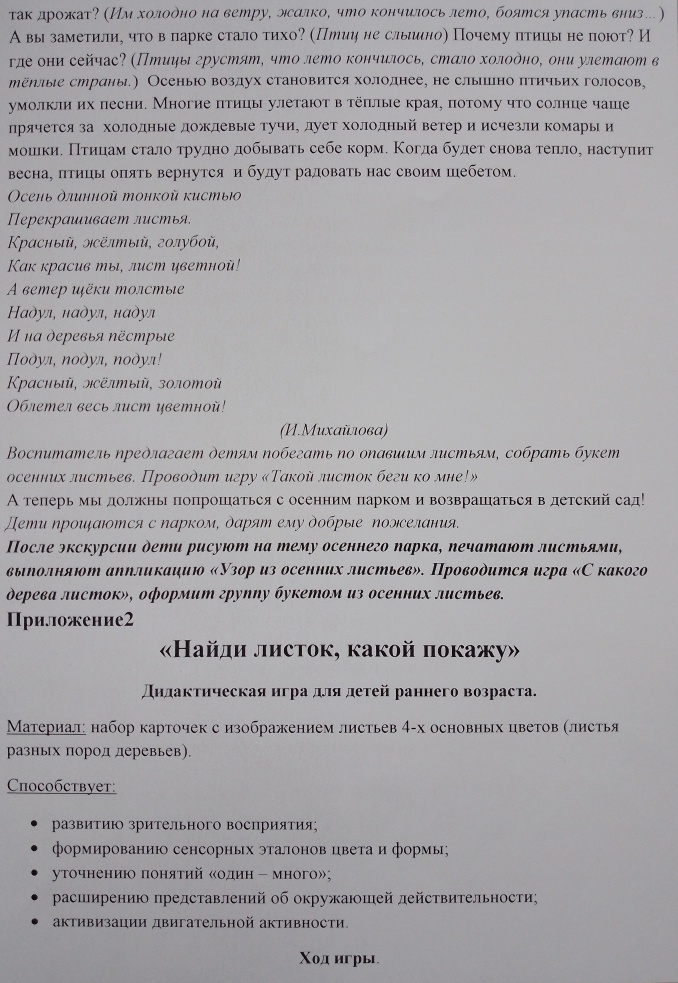 так дрожат? (Им холодно на ветру, жалко, что кончилось лето, боятся упасть вниз...)
А вы заметили, что в парке стало тихо? (Птиц не слышно) Почему птицы не поют? И
где они сейчас? (Птицы грустят, что лето кончилось, стало холодно, они улетают в
тёплые страны.) Осенью воздух становится холоднее, не слышно птичьих голосов,
умолкли их песни. Многие птицы улетают в тёплые края, потому что солнце чаще
прячется за холодные дождевые тучи, дует холодный ветер и исчезли комары и
мошки. Птицам стало трудно добывать себе корм. Когда будет снова тепло, наступит
весна, птицы опять вернутся и будут радовать нас своим щебетом.
Осень длинной тонкой кистью
Перекрашивает листья.
Красный, жёлтый, голубой,
Как красив ты, лист цветной!
А ветер щёки толстые
Надул, надул, надул
И на деревья пёстрые
Подул, подул, подул!
Красный, жёлтый, золотой
Облетел весь лист цветной!
(И.Михайлова)
Воспитатель предлагает детям побегать по опавшим листьям, собрать букет
осенних листьев. Проводит игру «Такой листок беги ко мне!»
А теперь мы должны попрощаться с осенним парком и возвращаться в детский сад!
Дети прощаются с парком, дарят ему добрые пожелания.
После экскурсии дети рисуют на тему осеннего парка, печатают листьями,
выполняют аппликацию «Узор из осенних листьев». Проводится игра «С какого
дерева листок», оформит группу букетом из осенних листьев.
Приложение2
«Найди листок, какой покажу»
Дидактическая игра для детей раннего возраста.
Материал: набор карточек с изображением листьев 4-х основных цветов (листья
разных пород деревьев).
Способствует:
• развитию зрительного восприятия;
• формированию сенсорных эталонов цвета и формы;
• уточнению понятий «один – много»;
• расширению представлений об окружающей действительности;
• активизации двигательной активности.
Ход игры.